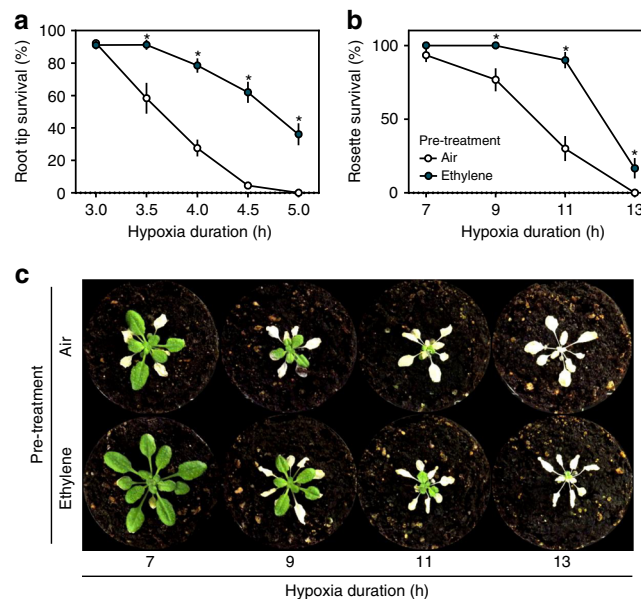 a
Root tip survival (%)
100
80
60
40
20
0
* * * *
3.0 3.5 4.0 4.5 5.0
Hypoxia duration (h)
b
Rosette survival (%)
100
50
0
* * *
Pre-treatment
Air
Ethylene
7 9 11 13
Hypoxia duration (h)
c
Pre-treatment
Air
Ethylene
7 9 11 13
Hypoxia duration (h)